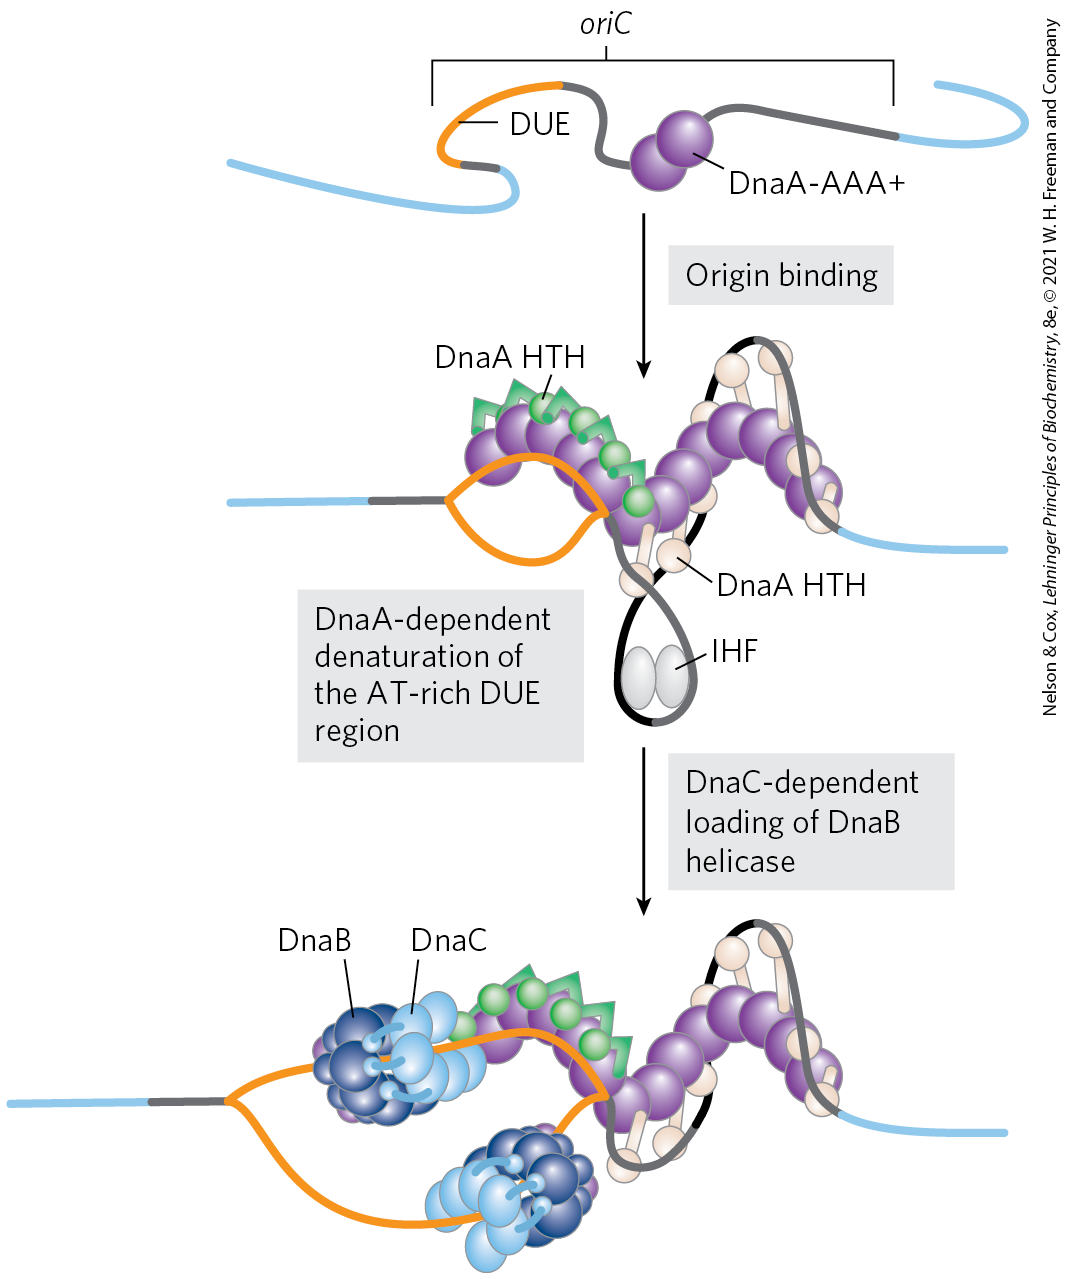 oriC
DUE
DnaA-AAA+
Origin binding
DnaA HTH
DnaA HTH
IHF
DnaA-dependent
denaturation of
the AT-rich DUE
region
DnaC-dependent
loading of DnaB
helicase
DnaB
DnaC
Nelson & Cox, Lehninger Principles of Biochemistry, 8e, © 2021 W. H. Freeman and Company